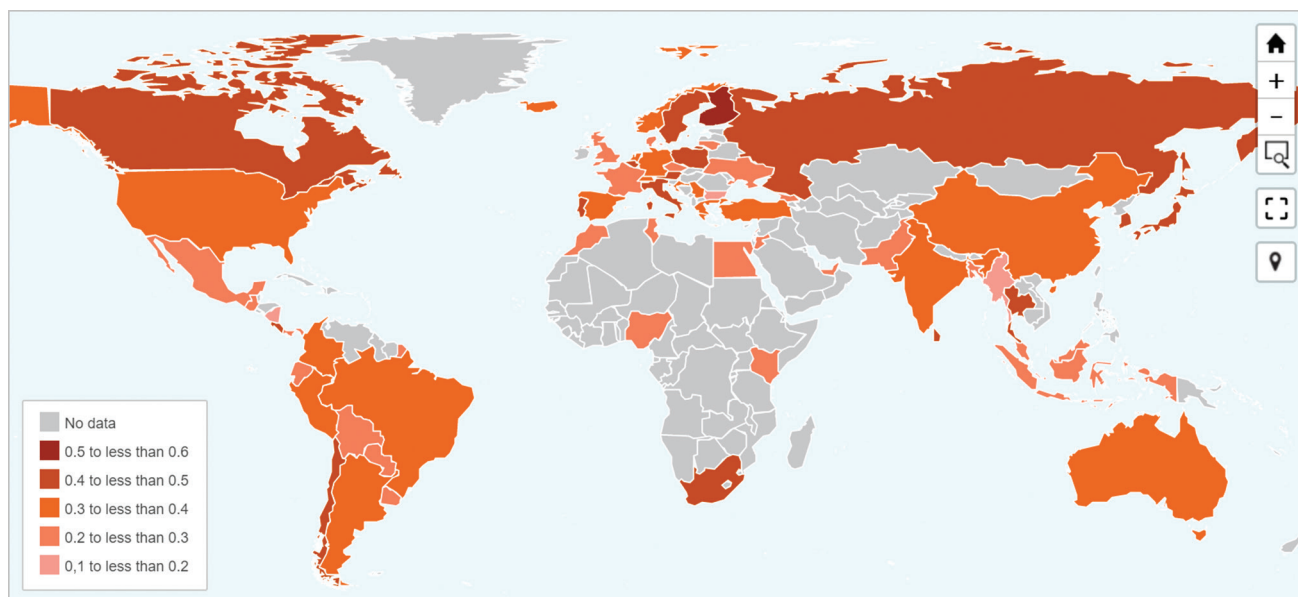 +
−
No data
0.5 to less than 0.6
0.4 to less than 0.5
0.3 to less than 0.4
0.2 to less than 0.3
0,1 to less than 0.2